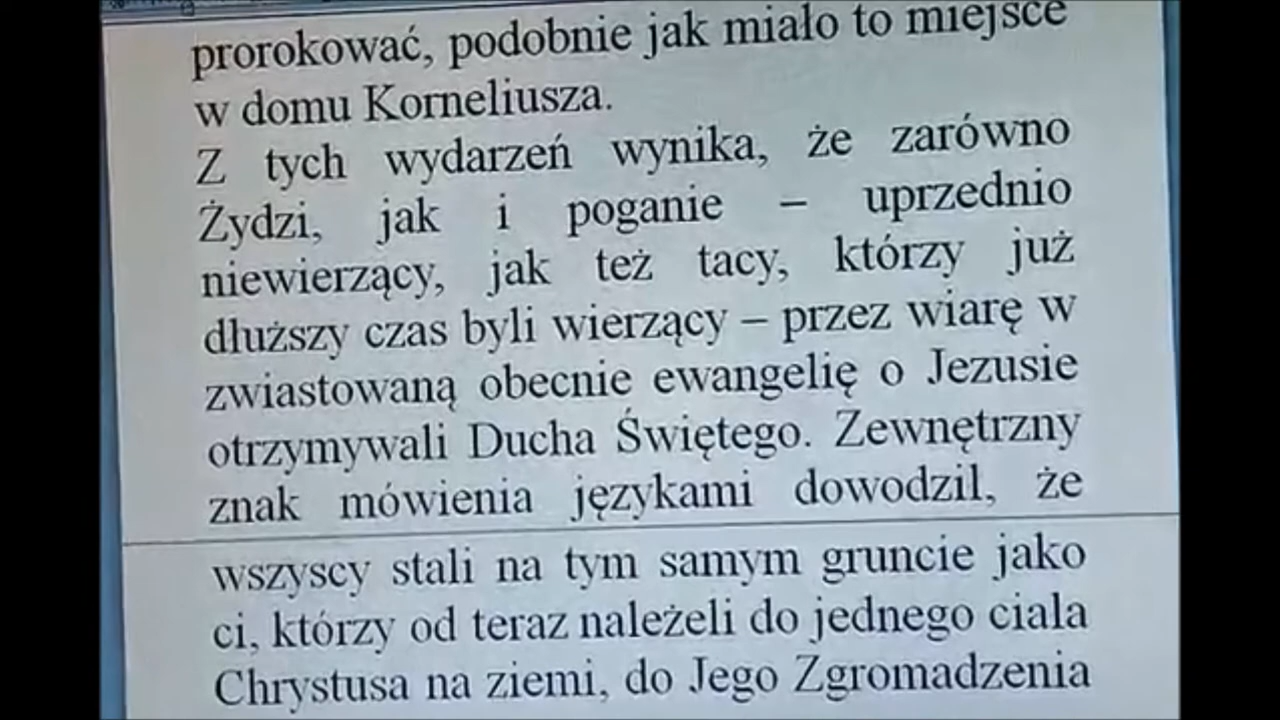 prorokować, podobnie jak miało to miejsce
w domu Korneliusza.
Z tych wydarzeń wynika, że zarówno
Żydzi, jak i poganie – uprzednio
niewierzący, jak też tacy, którzy już
dłuższy czas byli wierzący – przez wiarę w
zwiastowaną obecnie ewangelię o Jezusie
otrzymywali Ducha Świętego. Zewnętrzny
znak mówienia językami dowodził, że
wszyscy stali na tym samym gruncie jako
ci, którzy od teraz należeli do jednego ciała
Chrystusa na ziemi, do Jego Zgromadzenia